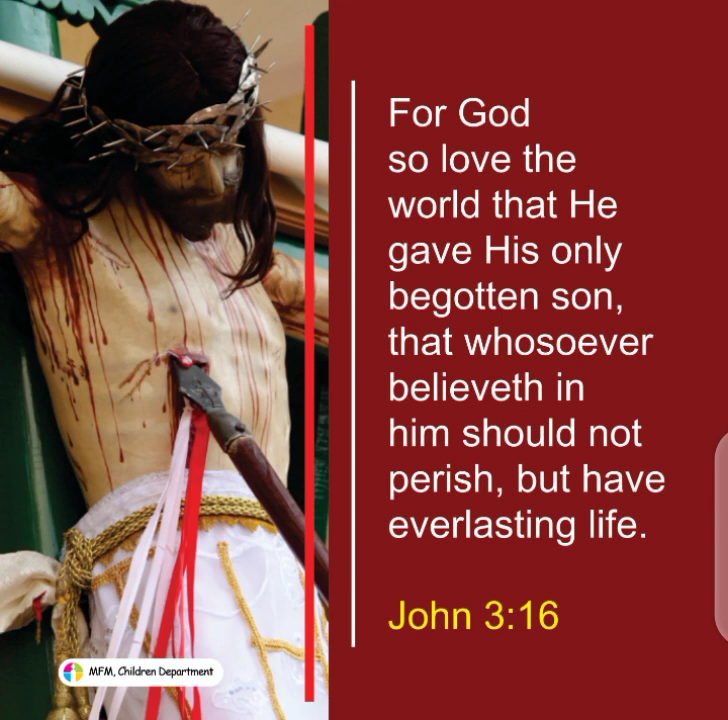 For God
so love the
world that He
gave His only
begotten son,
that whosoever
believeth in
him should not
perish, but have
everlasting life.
John 3:16
MFM, Children Department